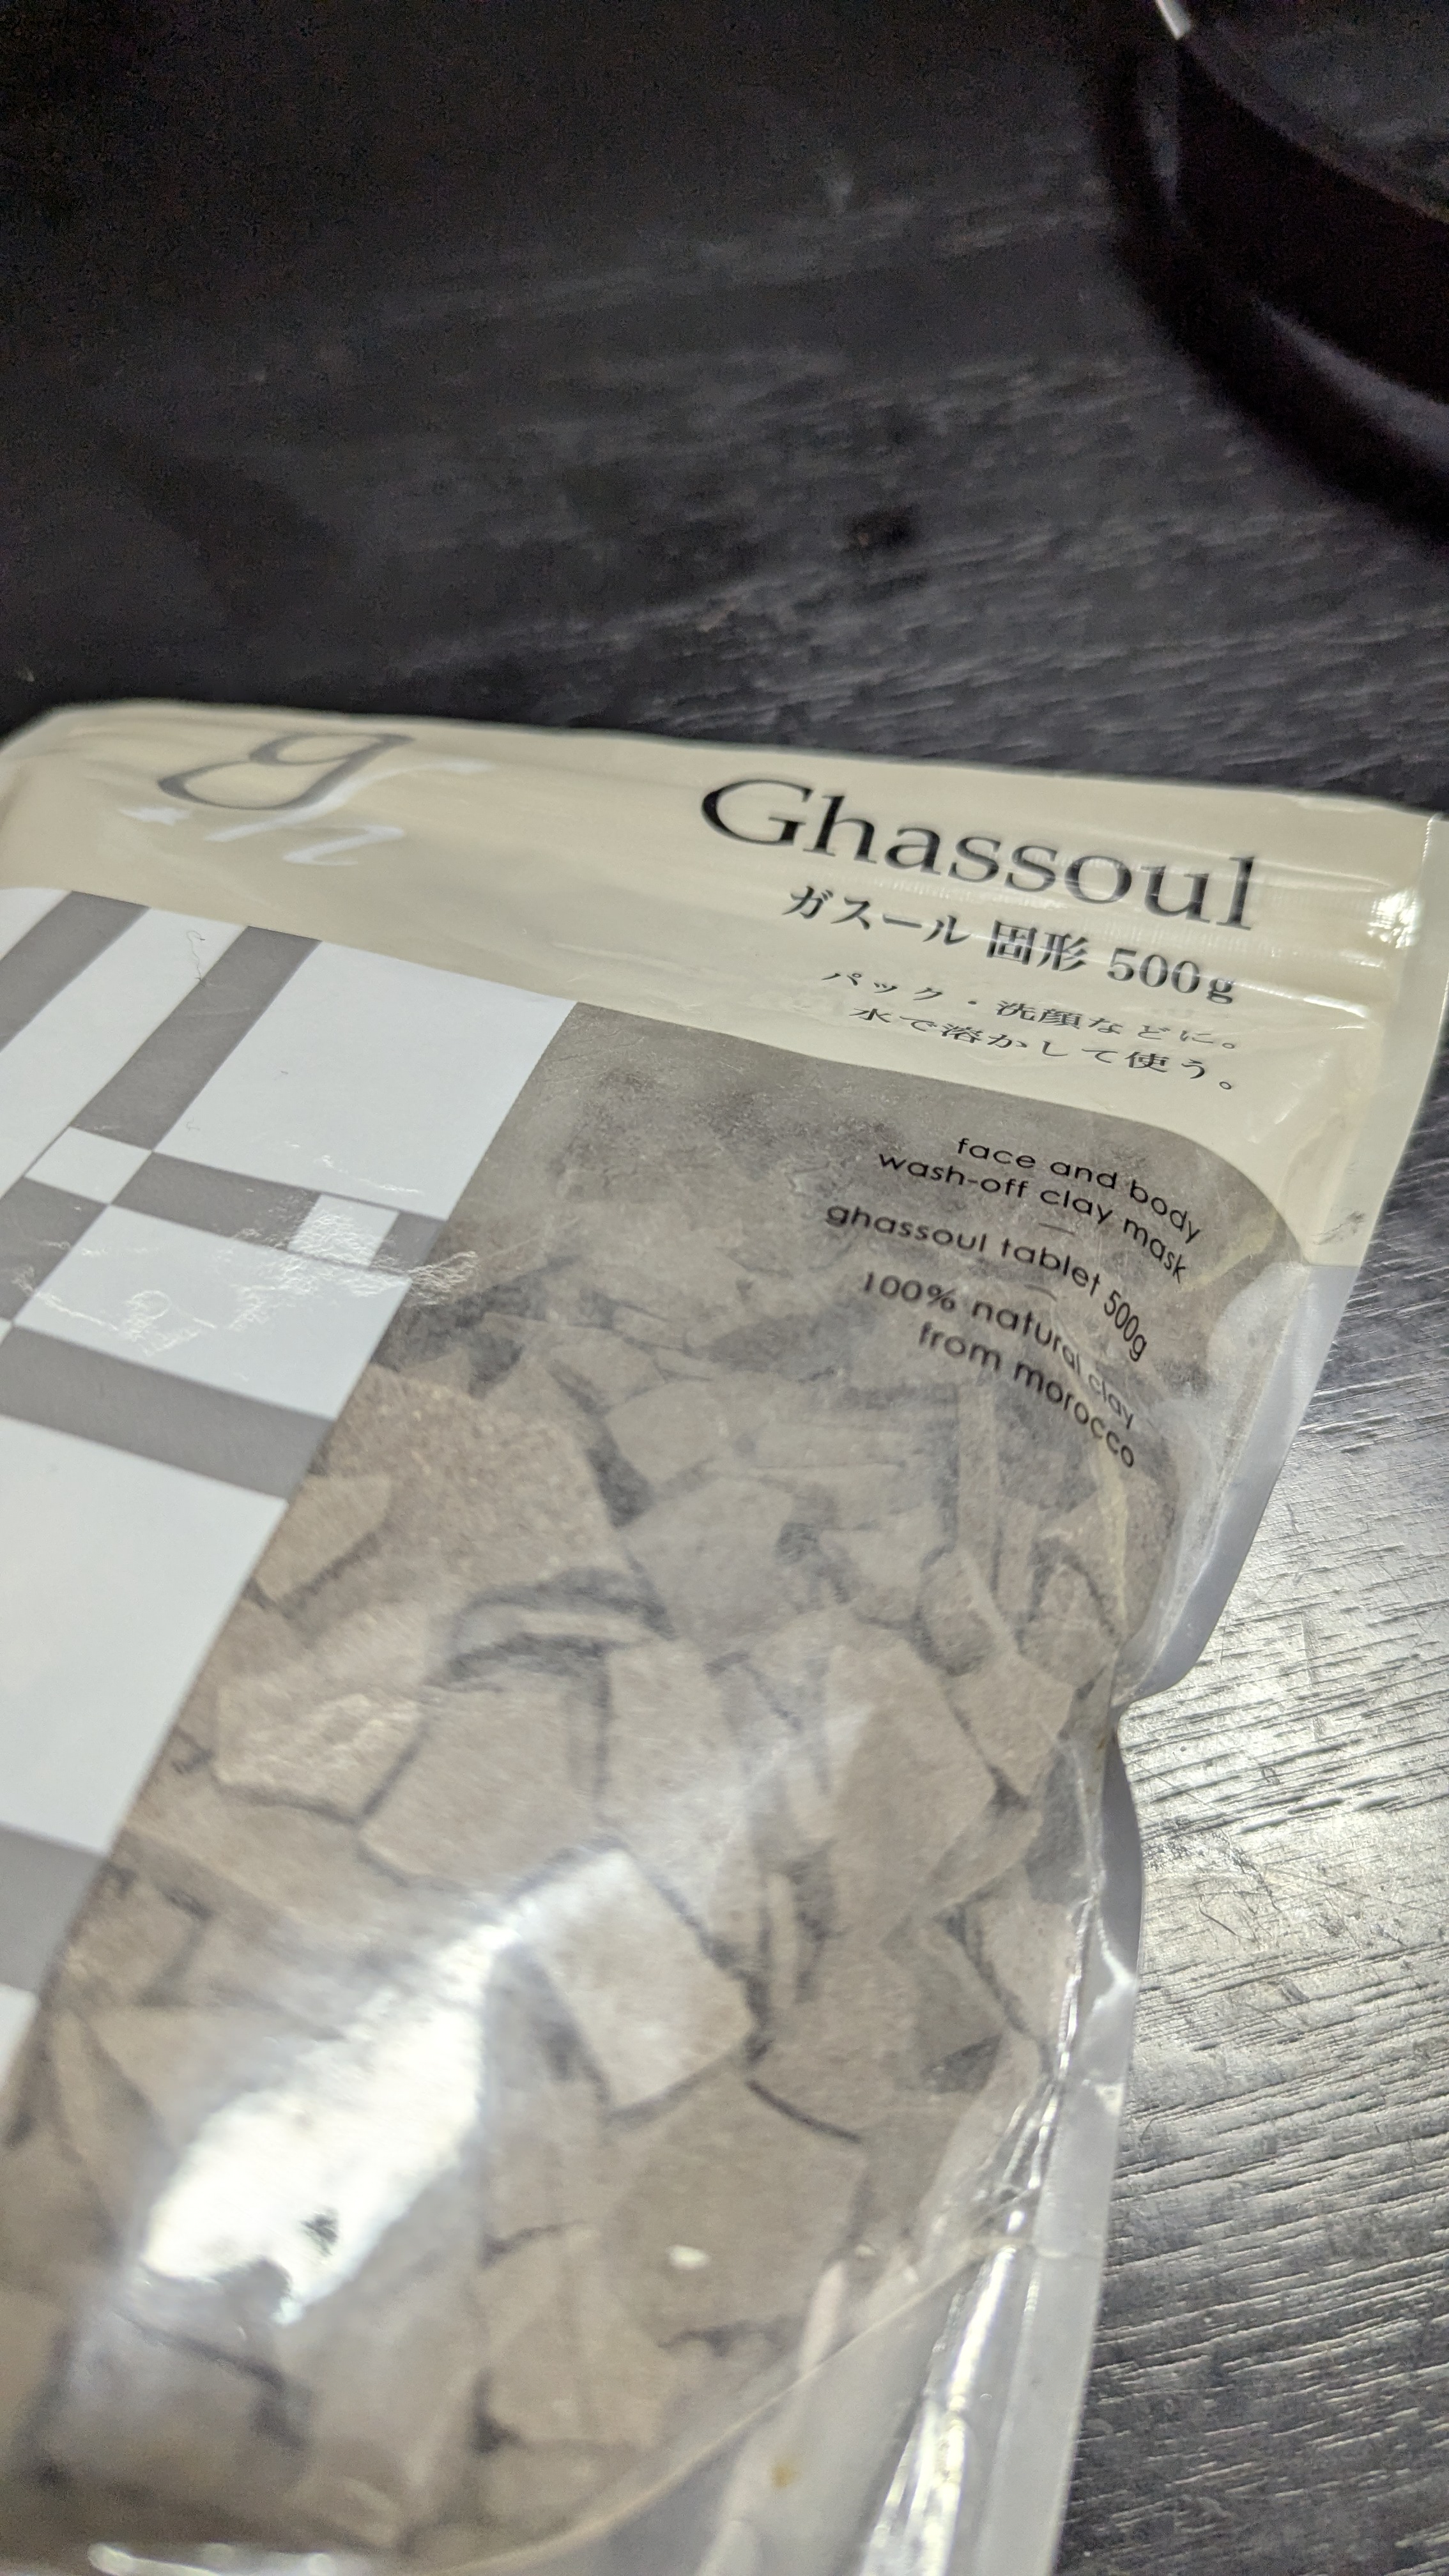 Ghassoul
ガスール 固形 500g
パック・洗顔などに。
水で溶かして使う。
face and body
wash-off clay mask
ghassoul tablet 500g
100% natural clay
from morocco